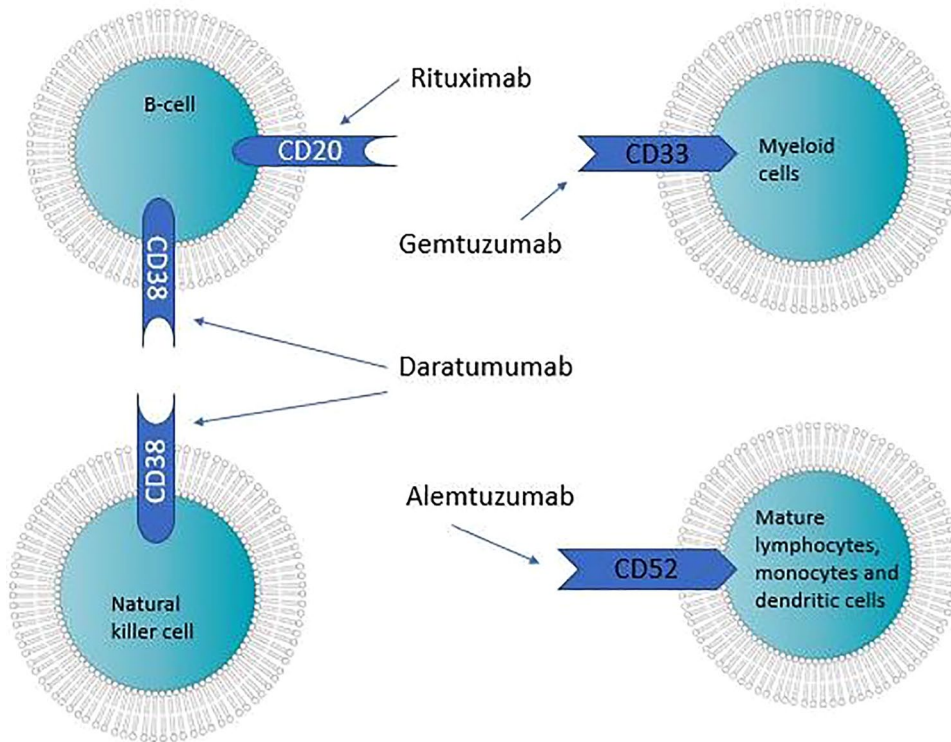 Rituximab
B-cell
CD20
CD33
Myeloid
cells
Gemtuzumab
CD38
Daratumumab
CD38
Alemtuzumab
CD52
Mature
lymphocytes,
monocytes and
dendritic cells
Natural
killer cell